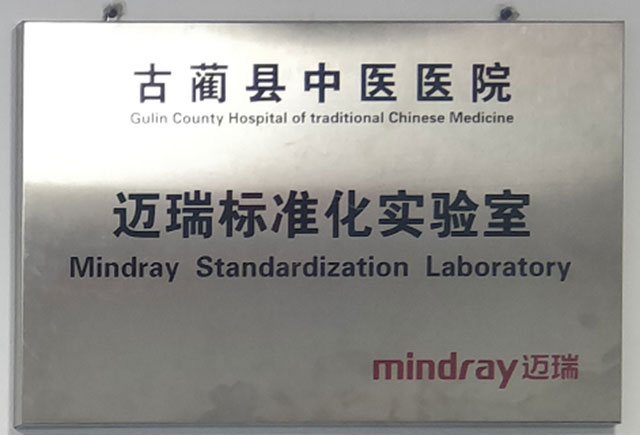 古蔺县中医医院
Gulin County Hospital of traditional Chinese Medicine
迈瑞标准化实验室
Mindray Standardization Laboratory
mindray迈瑞